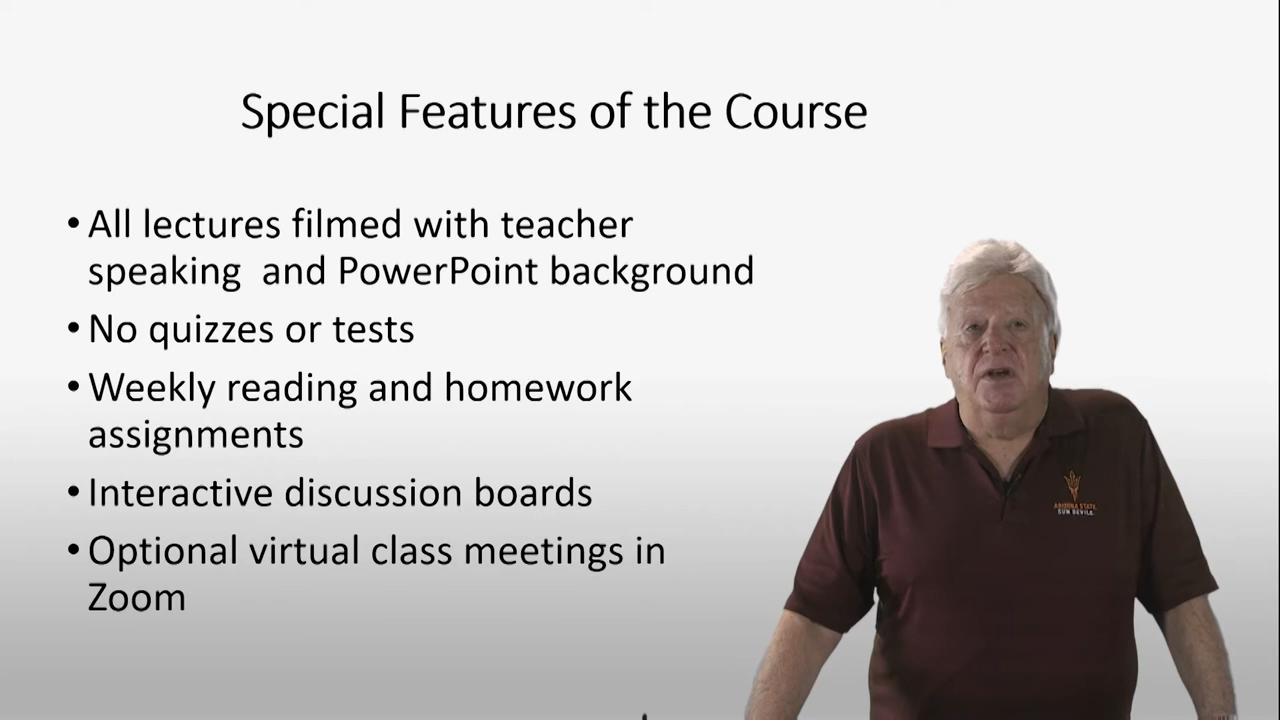 Special Features of the Course
• All lectures filmed with teacher
speaking  and PowerPoint background
• No quizzes or tests
• Weekly reading and homework
assignments
• Interactive discussion boards
• Optional virtual class meetings in
Zoom
ARIZONA STATE
SUN DEVILS